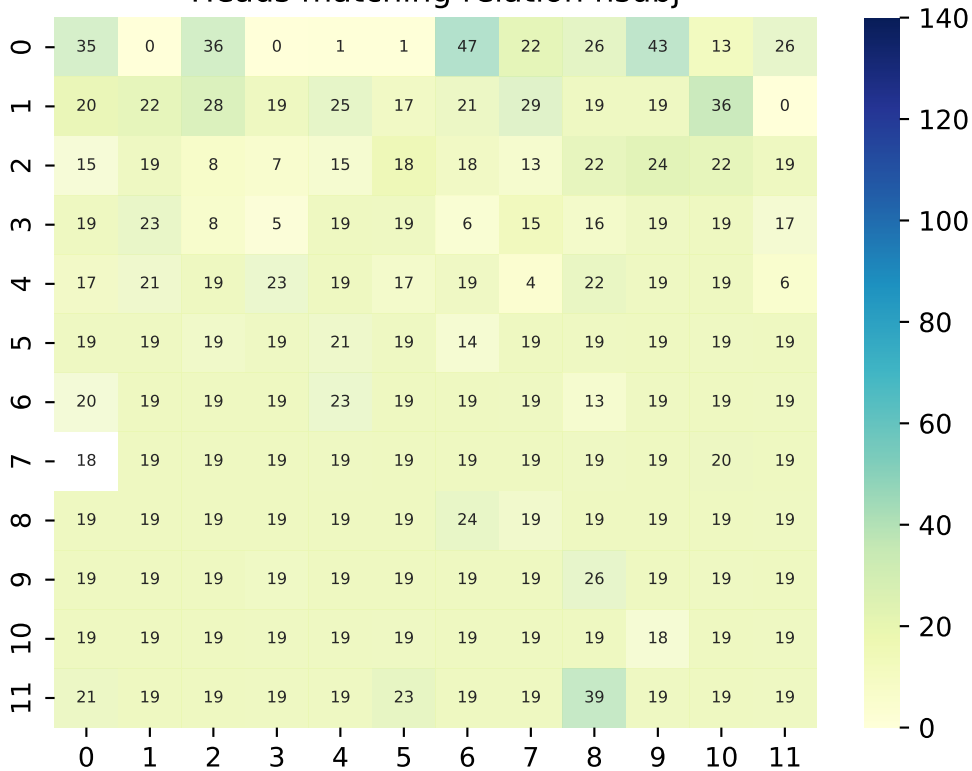 Heads matching relation nsubj
0 35 0 36 0 1 1 47 22 26 43 13 26
1 20 22 28 19 25 17 21 29 19 19 36 0
2 15 19 8 7 15 18 18 13 22 24 22 19
3 19 23 8 5 19 19 6 15 16 19 19 17
4 17 21 19 23 19 17 19 4 22 19 19 6
5 19 19 19 19 21 19 14 19 19 19 19 19
6 20 19 19 19 23 19 19 19 13 19 19 19
7 18 19 19 19 19 19 19 19 19 19 20 19
8 19 19 19 19 19 19 24 19 19 19 19 19
9 19 19 19 19 19 19 19 19 26 19 19 19
10 19 19 19 19 19 19 19 19 19 18 19 19
11 21 19 19 19 19 23 19 19 39 19 19 19
0 1 2 3 4 5 6 7 8 9 10 11
140
120
100
80
60
40
20
0